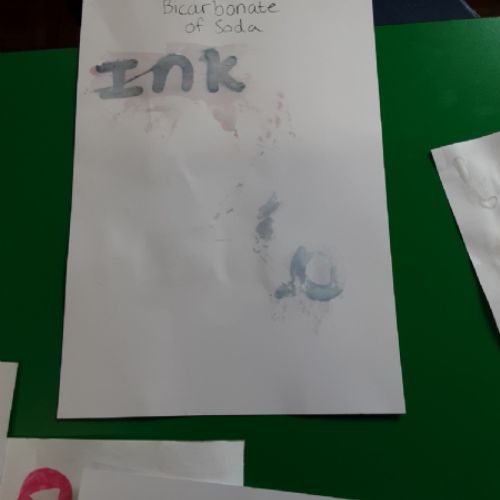 Bicarbonate
of Soda
Ink